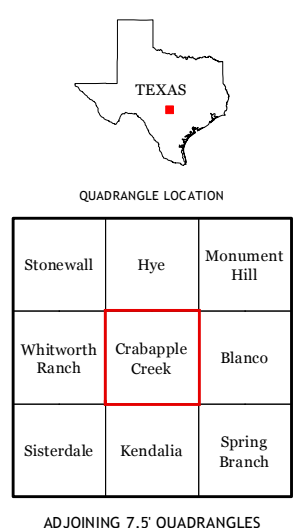 TEXAS
QUADRANGLE LOCATION
Stonewall
Hye
Monument
Hill
Whitworth
Ranch
Crabapple
Creek
Blanco
Sisterdale
Kendalia
Spring
Branch
ADJOINING 7.5' QUADRANGLES